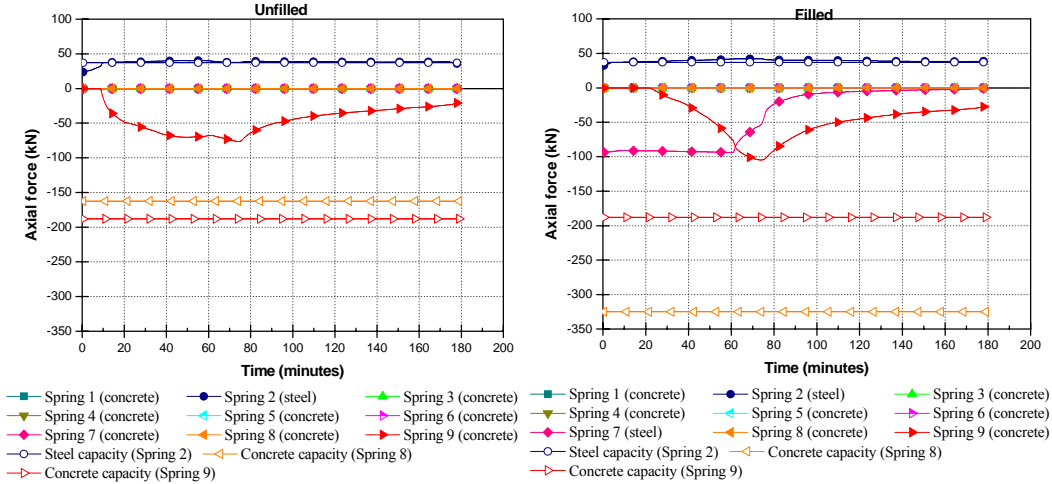 Unfilled
100
50
0
-50
-100
-150
-200
-250
-300
-350
Axial force (kN)
0 20 40 60 80 100 120 140 160 180 200
Time (minutes)
Spring 1 (concrete) Spring 2 (steel) Spring 3 (concrete)
Spring 4 (concrete) Spring 5 (concrete) Spring 6 (concrete)
Spring 7 (concrete) Spring 8 (concrete) Spring 9 (concrete)
Steel capacity (Spring 2) Concrete capacity (Spring 8)
Concrete capacity (Spring 9)
Filled
100
50
0
-50
-100
-150
-200
-250
-300
-350
Axial force (kN)
0 20 40 60 80 100 120 140 160 180 200
Time (minutes)
Spring 1 (concrete) Spring 2 (steel) Spring 3 (concrete)
Spring 4 (concrete) Spring 5 (concrete) Spring 6 (concrete)
Spring 7 (steel) Spring 8 (concrete) Spring 9 (concrete)
Steel capacity (Spring 2) Concrete capacity (Spring 8)
Concrete capacity (Spring 9)